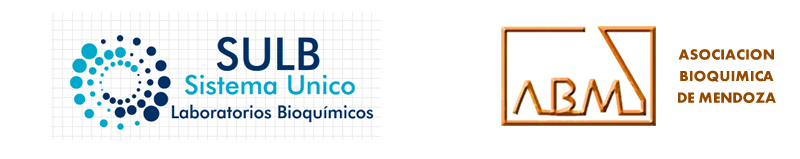 SULB
Sistema Unico
Laboratorios Bioquímicos
ABM
ASOCIACION
BIOQUIMICA
DE MENDOZA